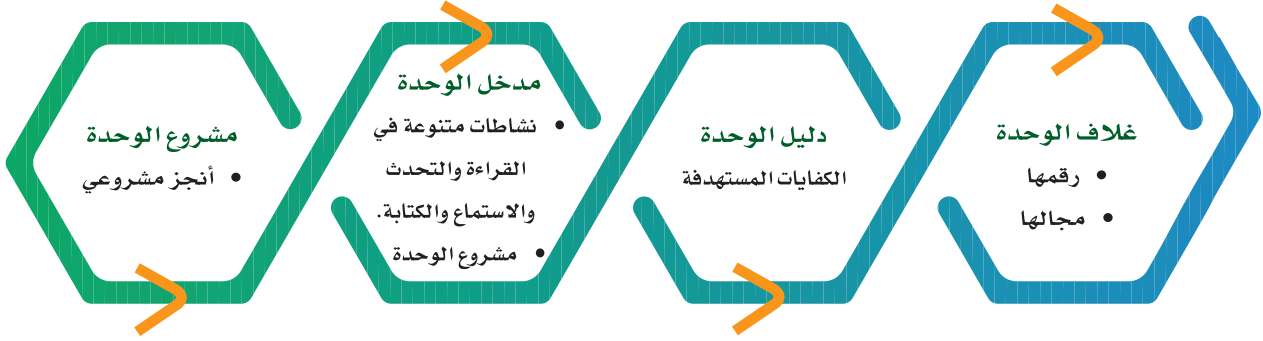 غلاف الوحدة
• رقمها
• مجالها
دليل الوحدة
الكفايات المستهدفة
مدخل الوحدة
• نشاطات متنوعة في
القراءة والتحدث
والاستماع والكتابة.
• مشروع الوحدة
مشروع الوحدة
• أنجز مشروعي